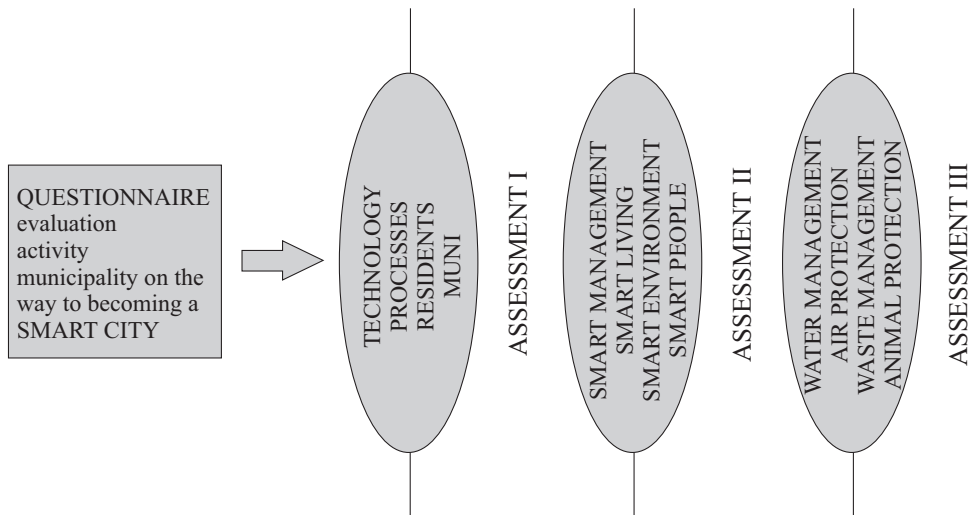 QUESTIONNAIRE
evaluation
activity
municipality on the
way to becoming a
SMART CITY
TECHNOLOGY
PROCESSES
RESIDENTS
MUNI
ASSESSMENT I
SMART MANAGEMENT
SMART LIVING
SMART ENVIRONMENT
SMART PEOPLE
ASSESSMENT II
WATER MANAGEMENT
AIR PROTECTION
WASTE MANAGEMENT
ANIMAL PROTECTION
ASSESSMENT III